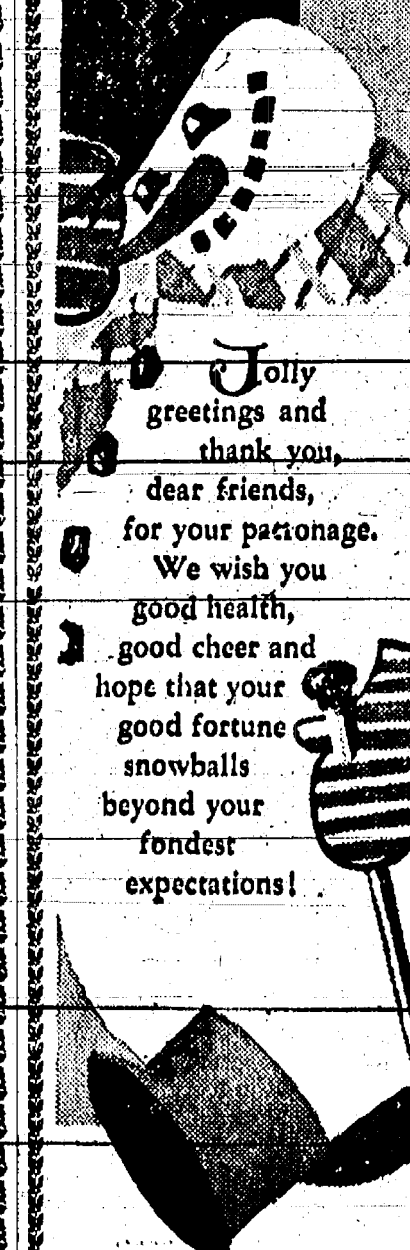 Jolly
greetings and
thank you,
dear friends,
for your patronage.
We wish you
good health,
good cheer and
hope that your
good fortune
snowballs
beyond your
fondest
expectations!